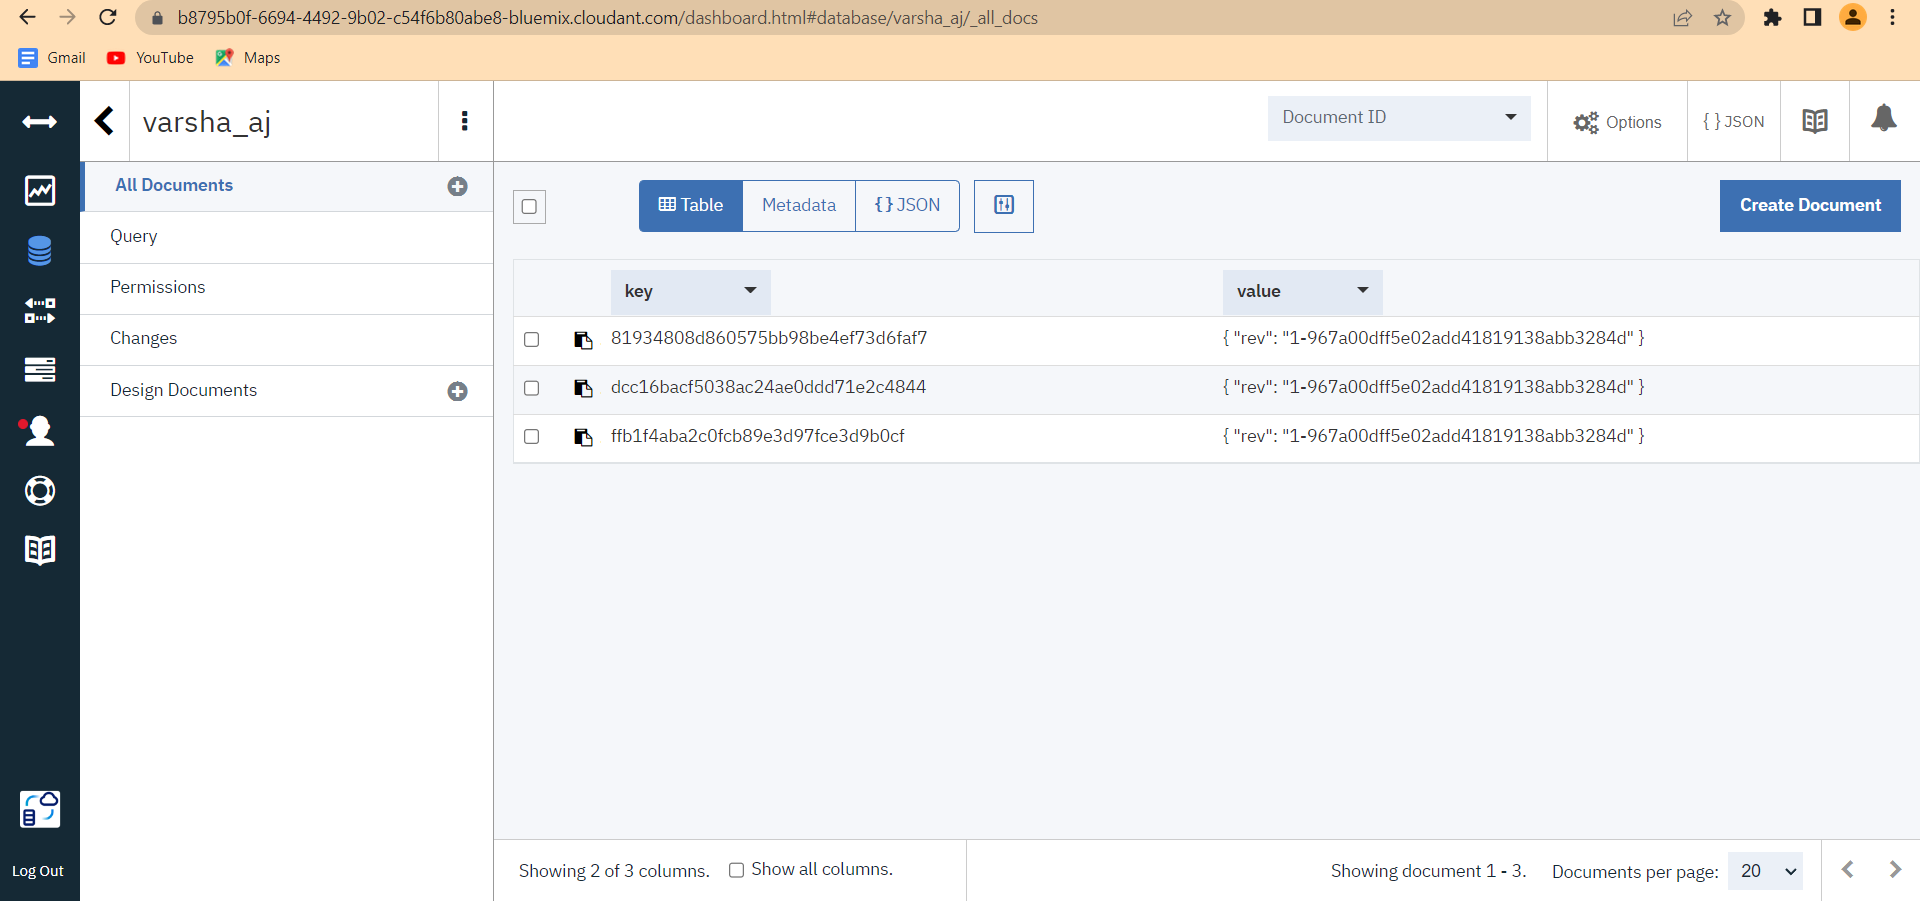 b8795b0f-6694-4492-9b02-c54f6b80abe8-bluemix.cloudant.com/dashboard.html#database/varsha_aj/_all_docs
Gmail YouTube Maps
varsha_aj Document ID Options { } JSON
All Documents
Query
Permissions
Changes
Design Documents
Table Metadata { } JSON Create Document
key value
81934808d860575bb98be4ef73d6faf7 { "rev": "1-967a00dff5e02add41819138abb3284d" }
dcc16bacf5038ac24ae0ddd71e2c4844 { "rev": "1-967a00dff5e02add41819138abb3284d" }
ffb1f4aba2c0fcb89e3d97fce3d9b0cf { "rev": "1-967a00dff5e02add41819138abb3284d" }
Log Out
Showing 2 of 3 columns. Show all columns. Showing document 1 - 3. Documents per page: 20